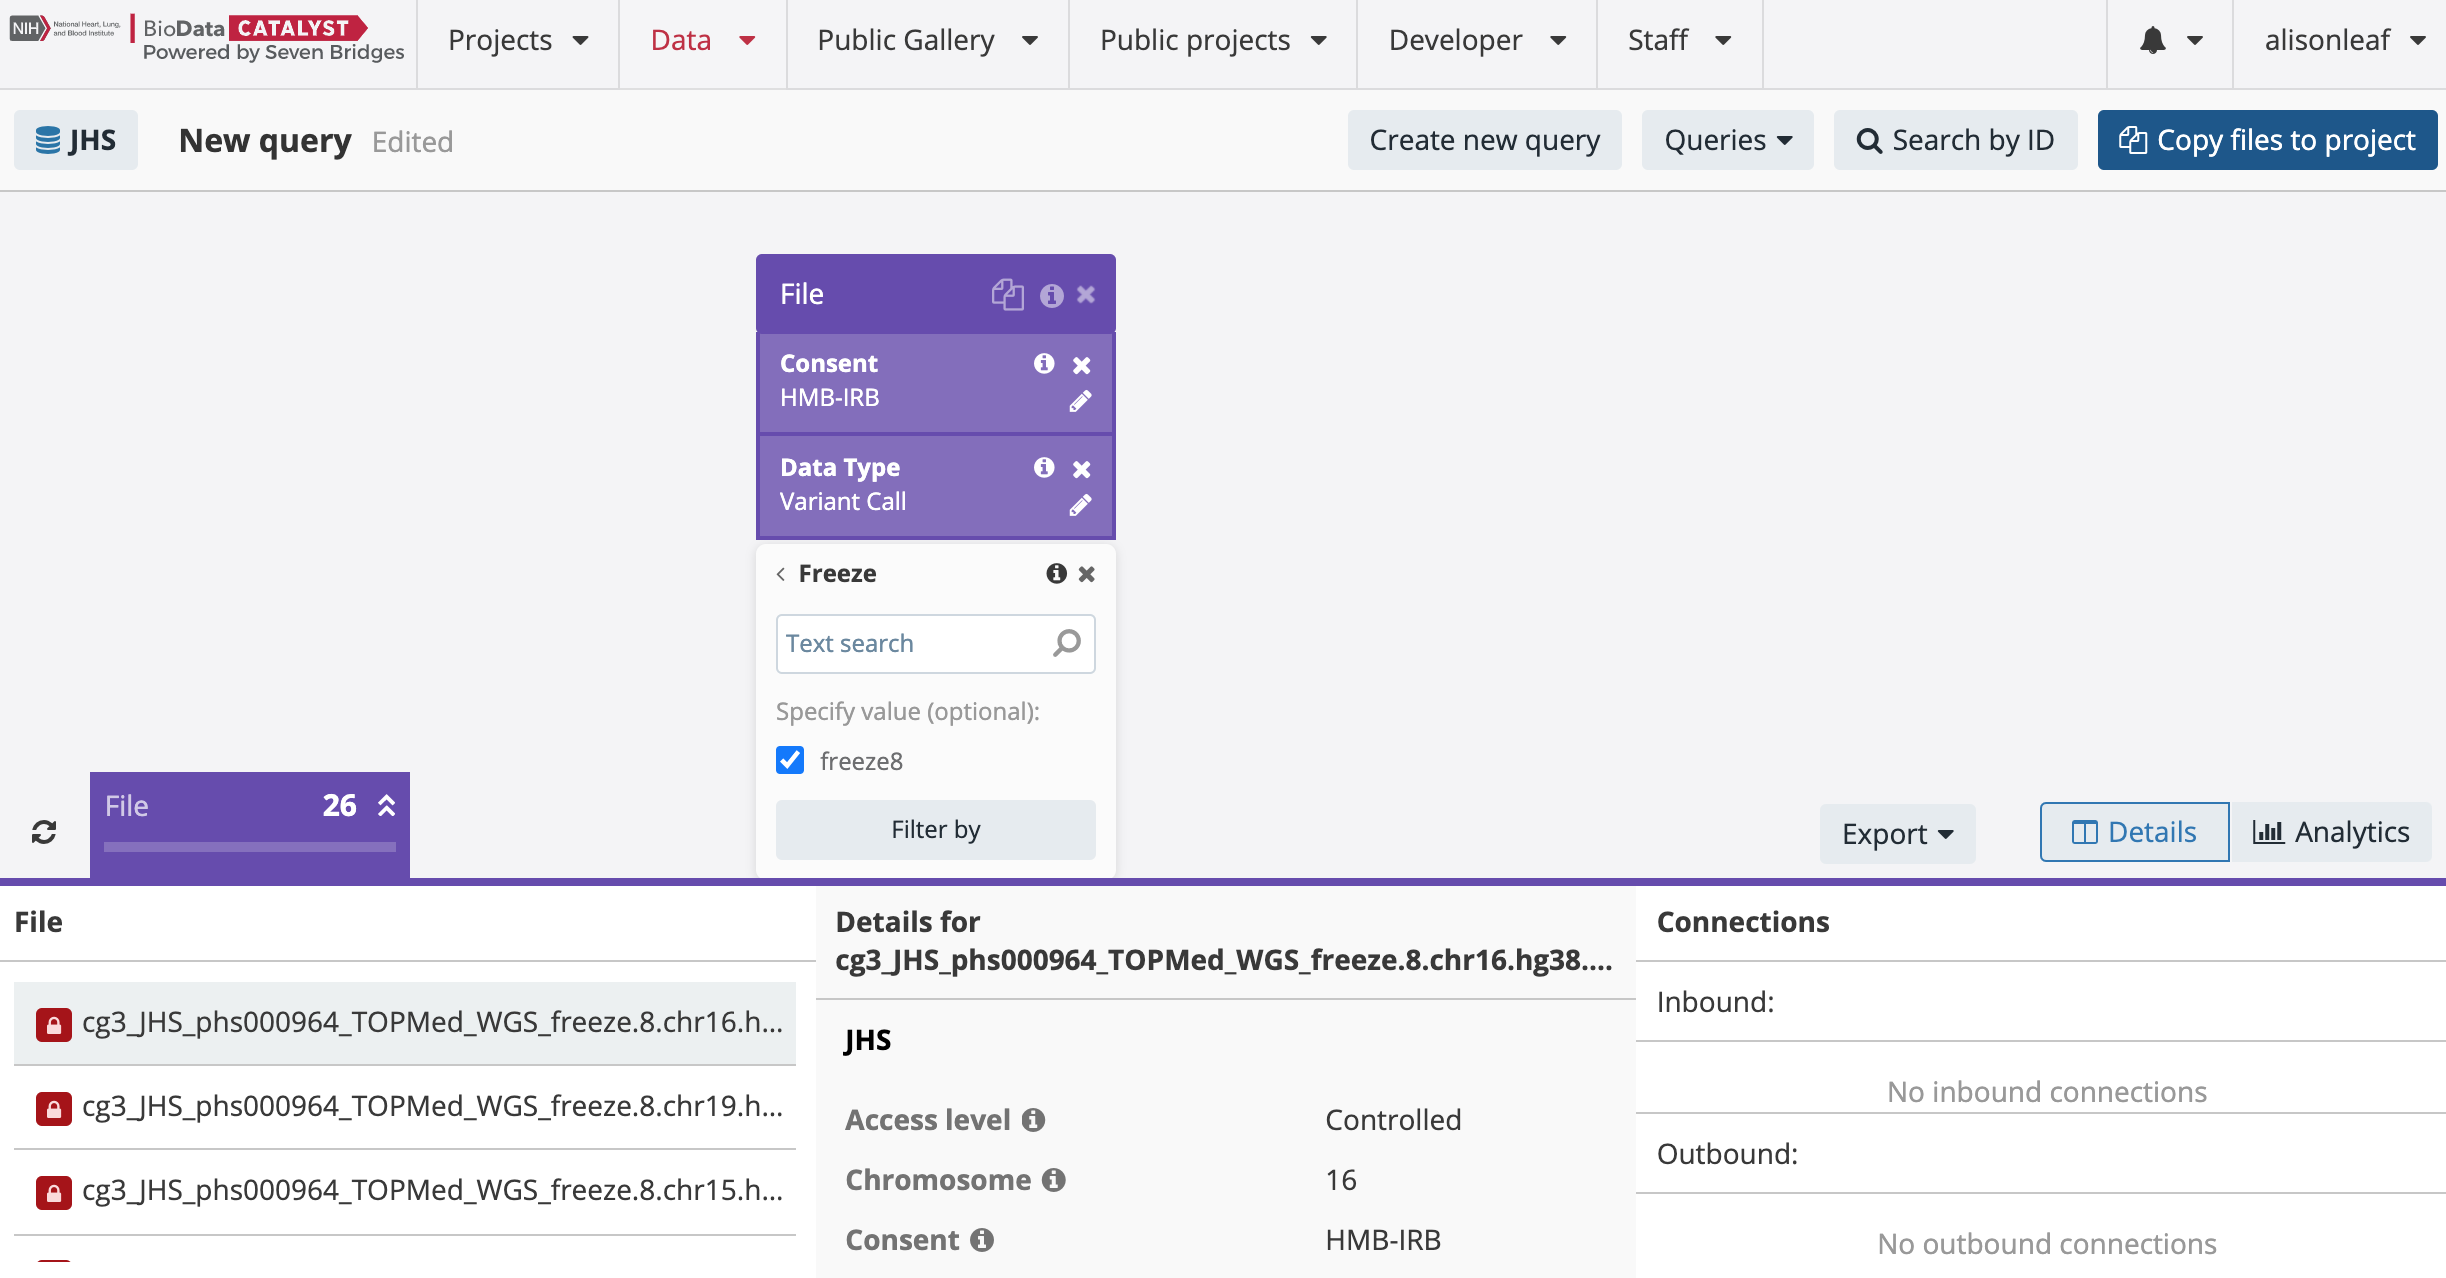 NIH National Heart, Lung, and Blood Institute
BioData CATALYST
Powered by Seven Bridges
Projects
Data
Public Gallery
Public projects
Developer
Staff
alisonleaf
JHS
New query Edited
Create new query
Queries
Search by ID
Copy files to project
File
Consent
HMB-IRB
Data Type
Variant Call
Freeze
Text search
Specify value (optional):
freeze8
Filter by
File 26
Export
Details
Analytics
File
cg3_JHS_phs000964_TOPMed_WGS_freeze.8.chr16.h...
cg3_JHS_phs000964_TOPMed_WGS_freeze.8.chr19.h...
cg3_JHS_phs000964_TOPMed_WGS_freeze.8.chr15.h...
Details for
cg3_JHS_phs000964_TOPMed_WGS_freeze.8.chr16.hg38....
JHS
Access level Controlled
Chromosome 16
Consent HMB-IRB
Connections
Inbound:
No inbound connections
Outbound:
No outbound connections